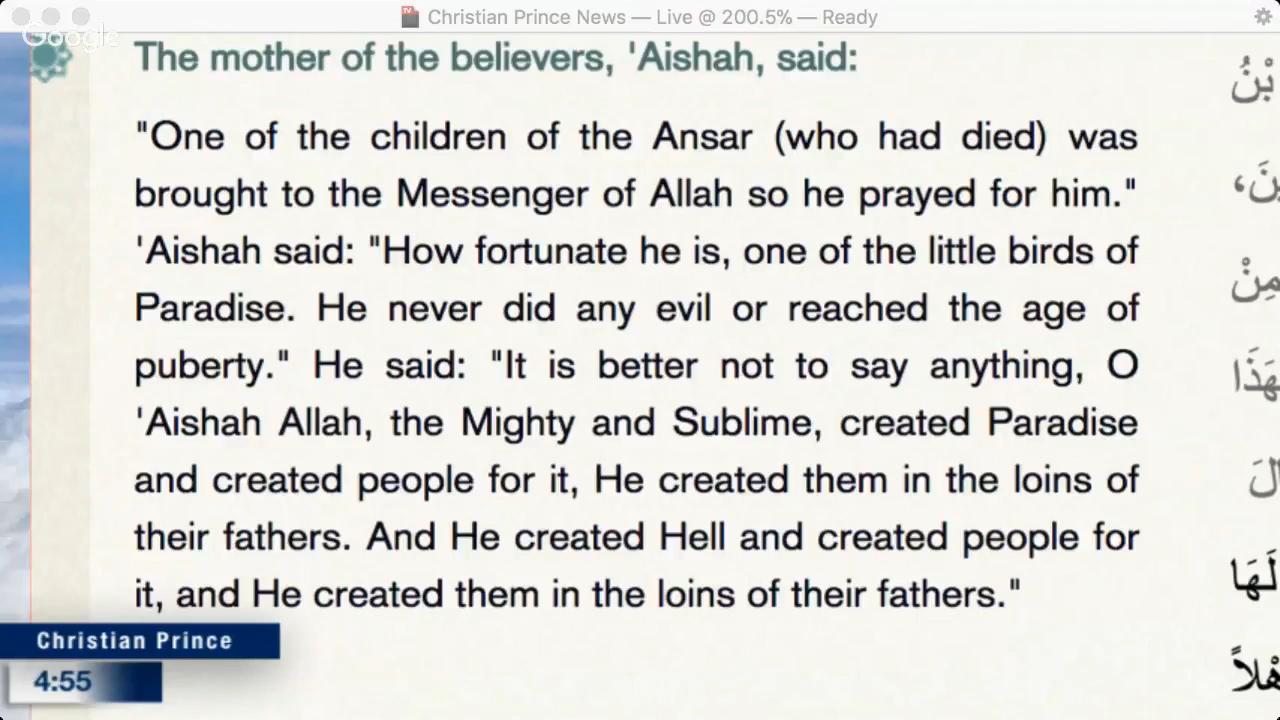 Christian Prince News — Live @ 200.5% — Ready
Google
The mother of the believers, 'Aishah, said:
"One of the children of the Ansar (who had died) was
brought to the Messenger of Allah so he prayed for him."
'Aishah said: "How fortunate he is, one of the little birds of
Paradise. He never did any evil or reached the age of
puberty." He said: "It is better not to say anything, O
'Aishah Allah, the Mighty and Sublime, created Paradise
and created people for it, He created them in the loins of
their fathers. And He created Hell and created people for
it, and He created them in the loins of their fathers."
بْنُ
مِنْ
Christian Prince
4:55